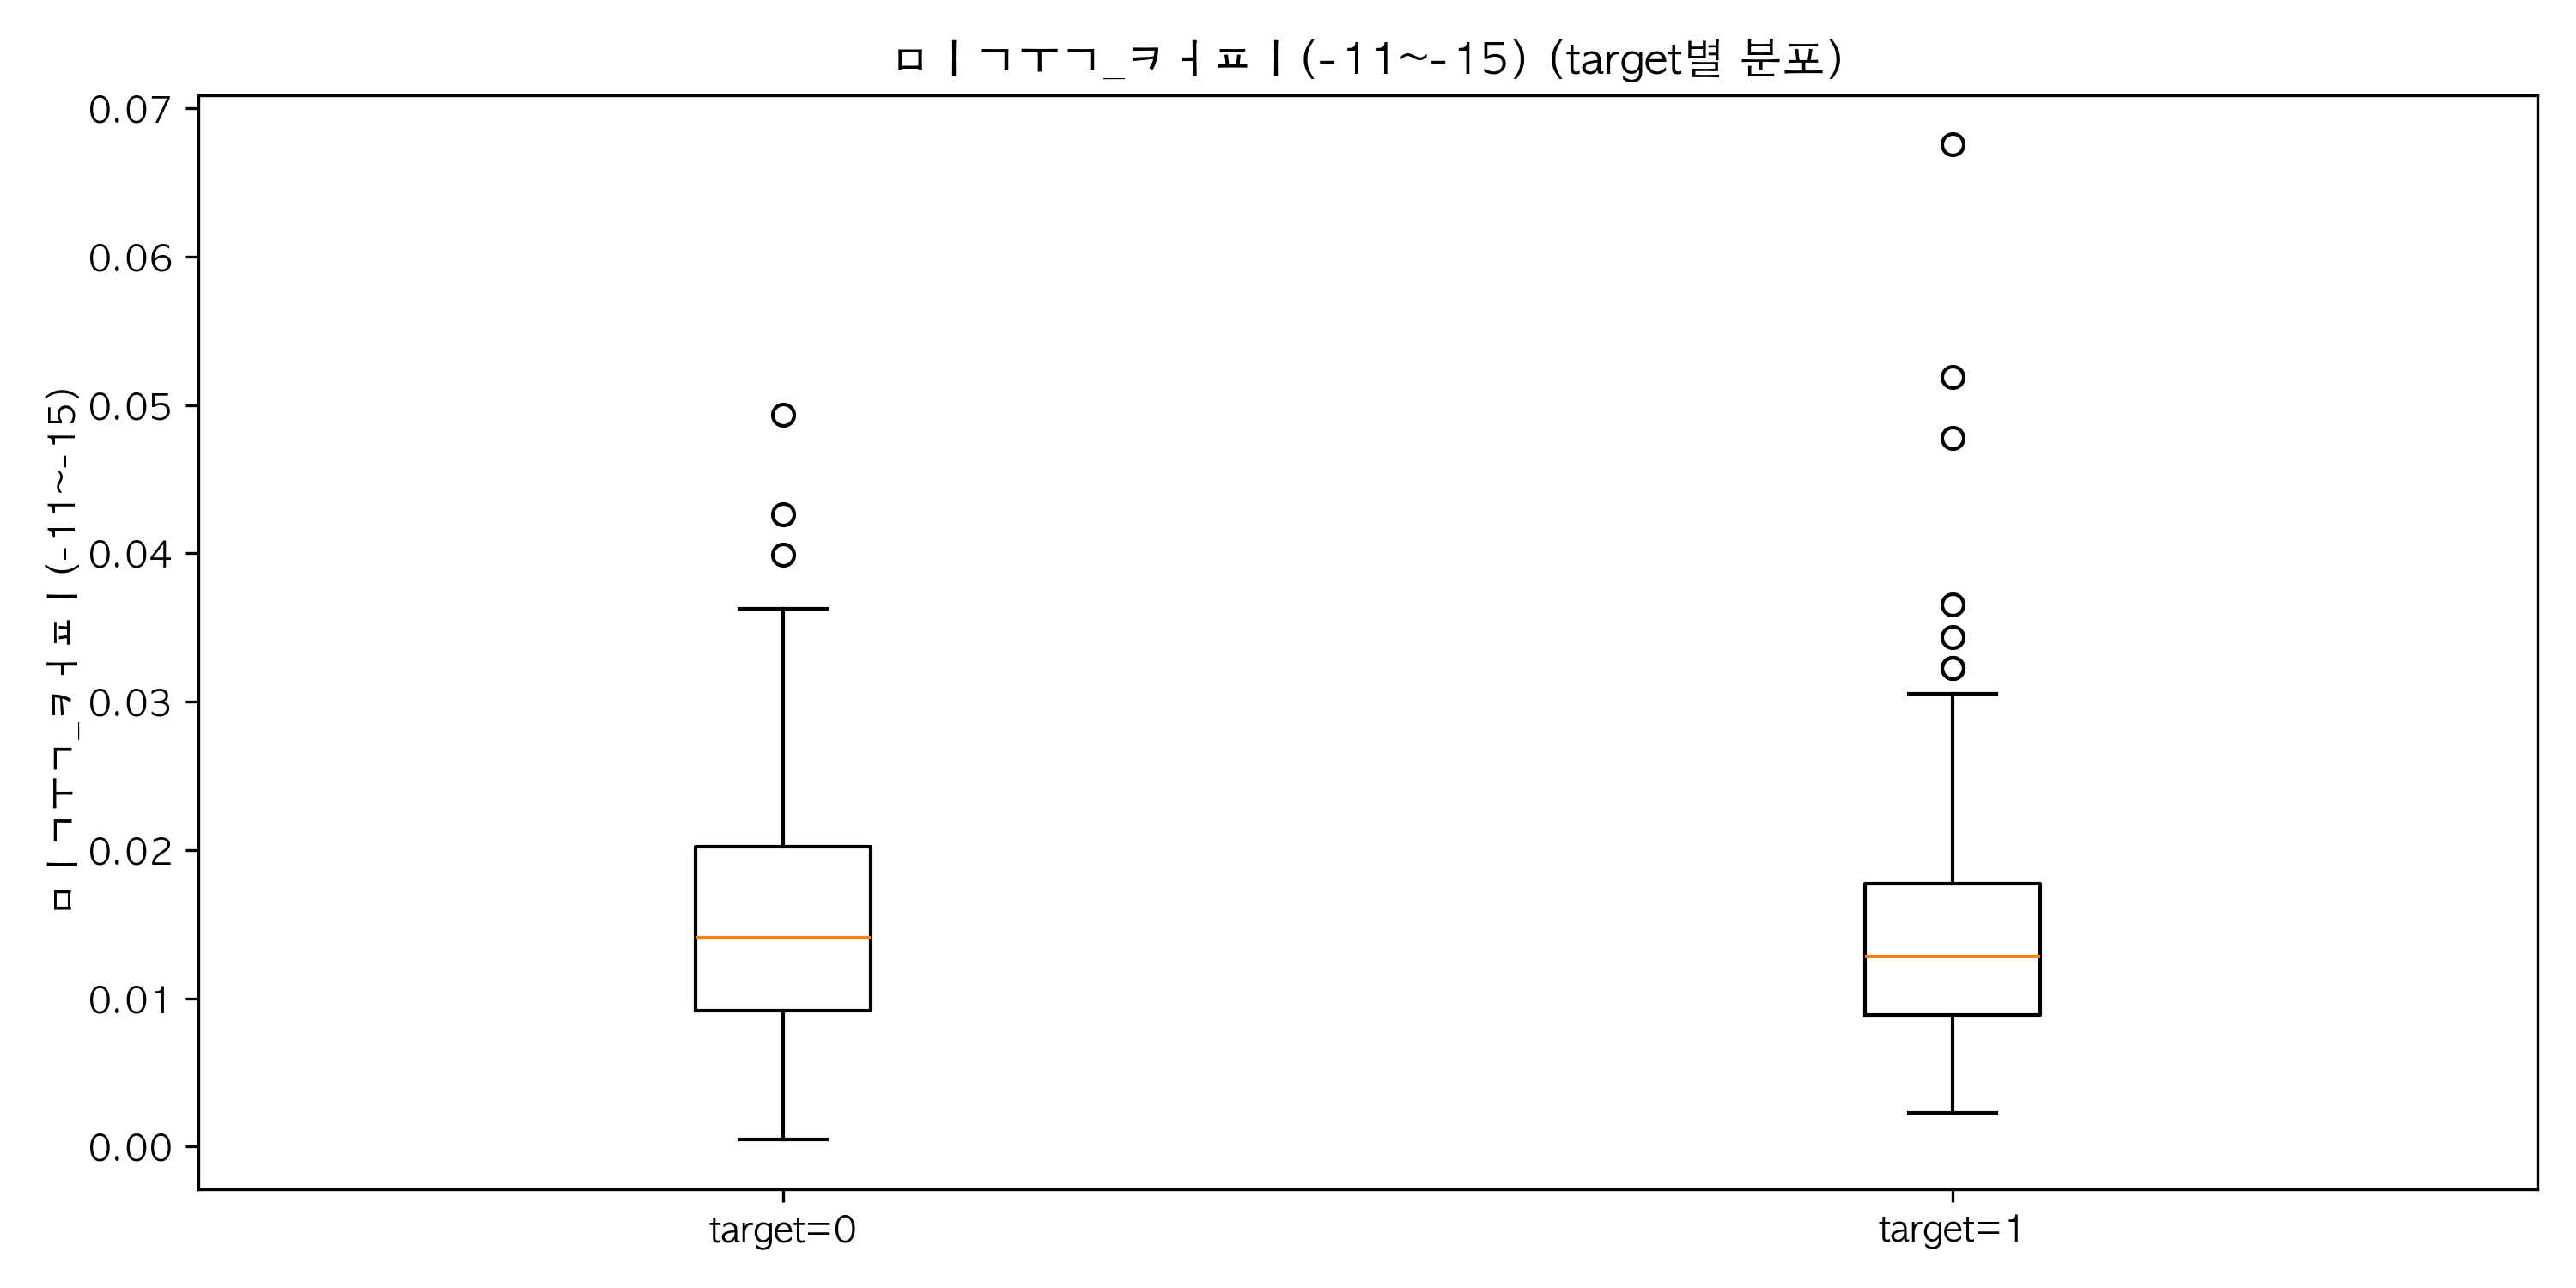 ㅁㅣㄱㅜㄱ_ㅋㅓㅍㅣ(-11~-15) (target별 분포)
ㅁㅣㄱㅜㄱ_ㅋㅓㅍㅣ(-11~-15)
0.07
0.06
0.05
0.04
0.03
0.02
0.01
0.00
target=0
target=1